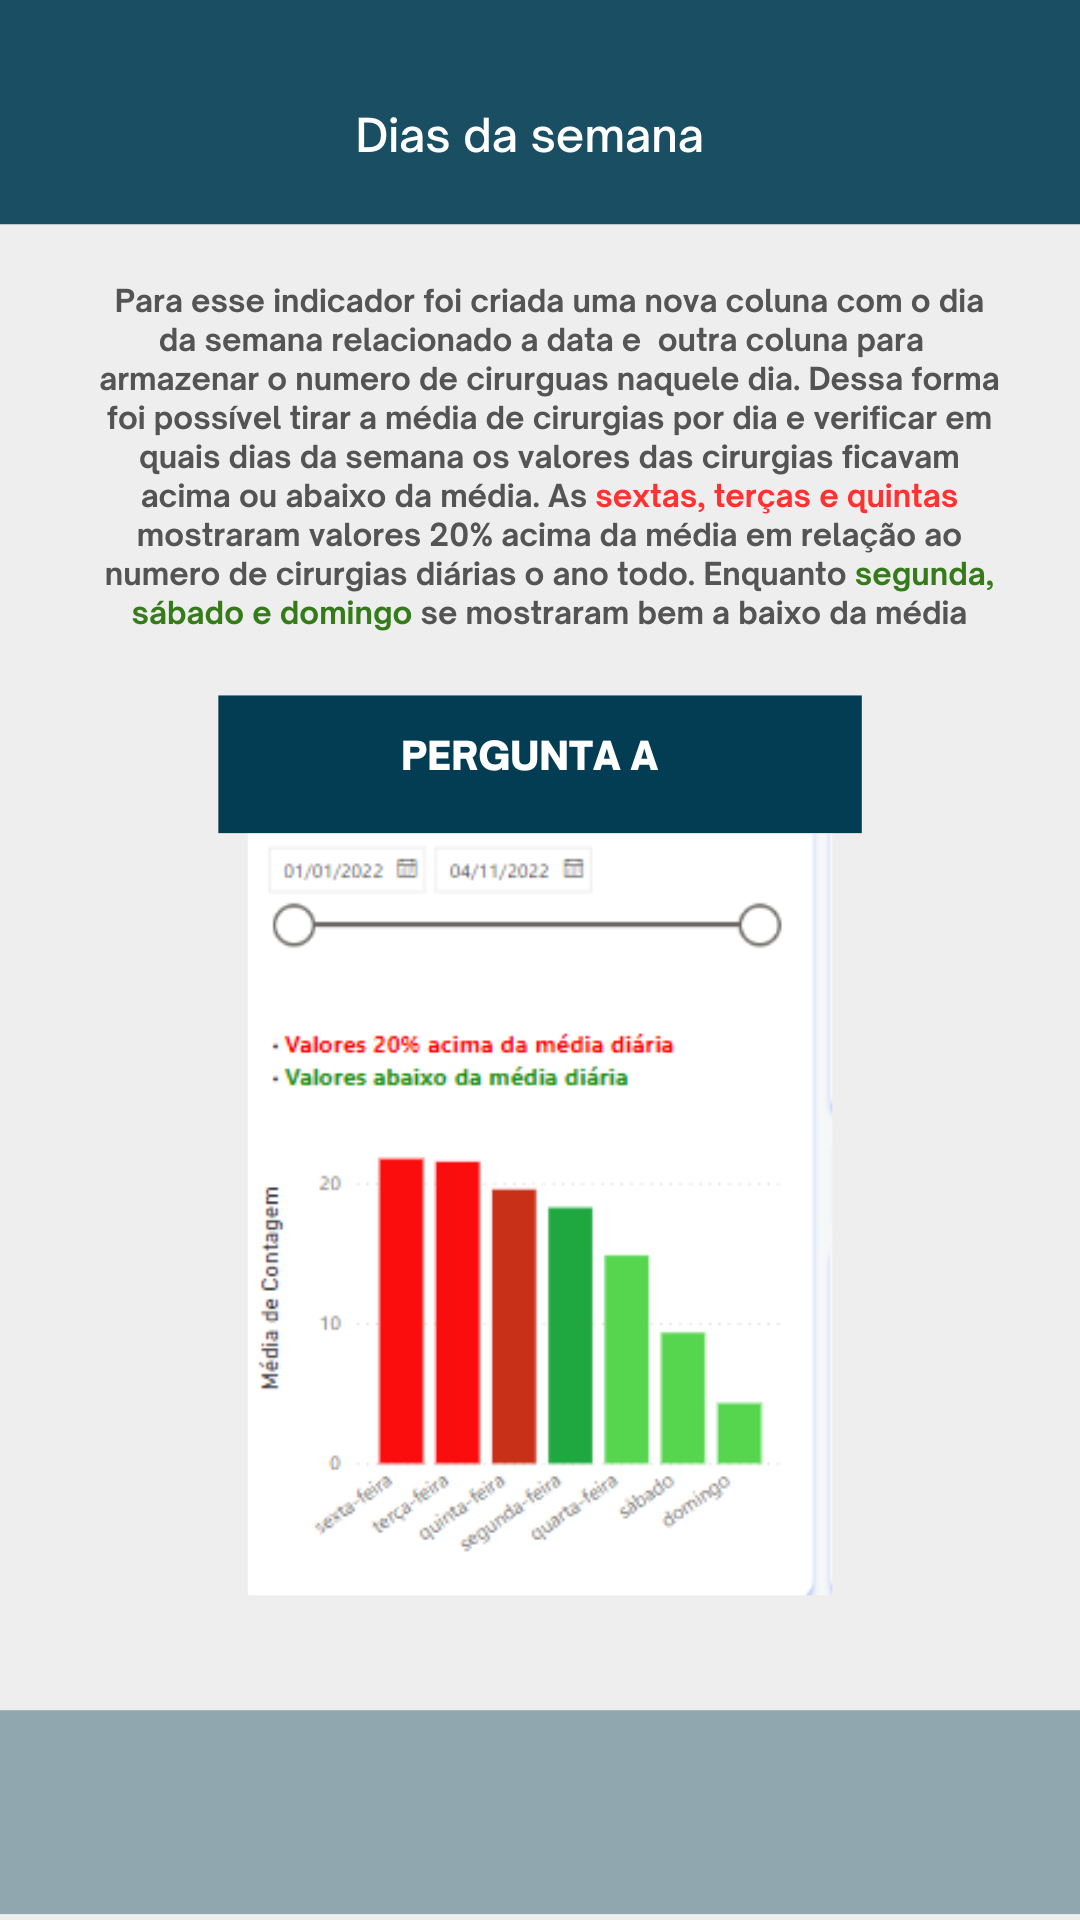 Dias da semana
Para esse indicador foi criada uma nova coluna com o dia
da semana relacionado a data e  outra coluna para
armazenar o numero de cirurguas naquele dia. Dessa forma
foi possível tirar a média de cirurgias por dia e verificar em
quais dias da semana os valores das cirurgias ficavam
acima ou abaixo da média. As sextas, terças e quintas
mostraram valores 20% acima da média em relação ao
numero de cirurgias diárias o ano todo. Enquanto segunda,
sábado e domingo se mostraram bem a baixo da média
PERGUNTA A
01/01/2022 04/11/2022
· Valores 20% acima da média diária
· Valores abaixo da média diária
Média de Contagem
20
10
0
sexta-feira
terça-feira
quinta-feira
segunda-feira
quarta-feira
sábado
domingo